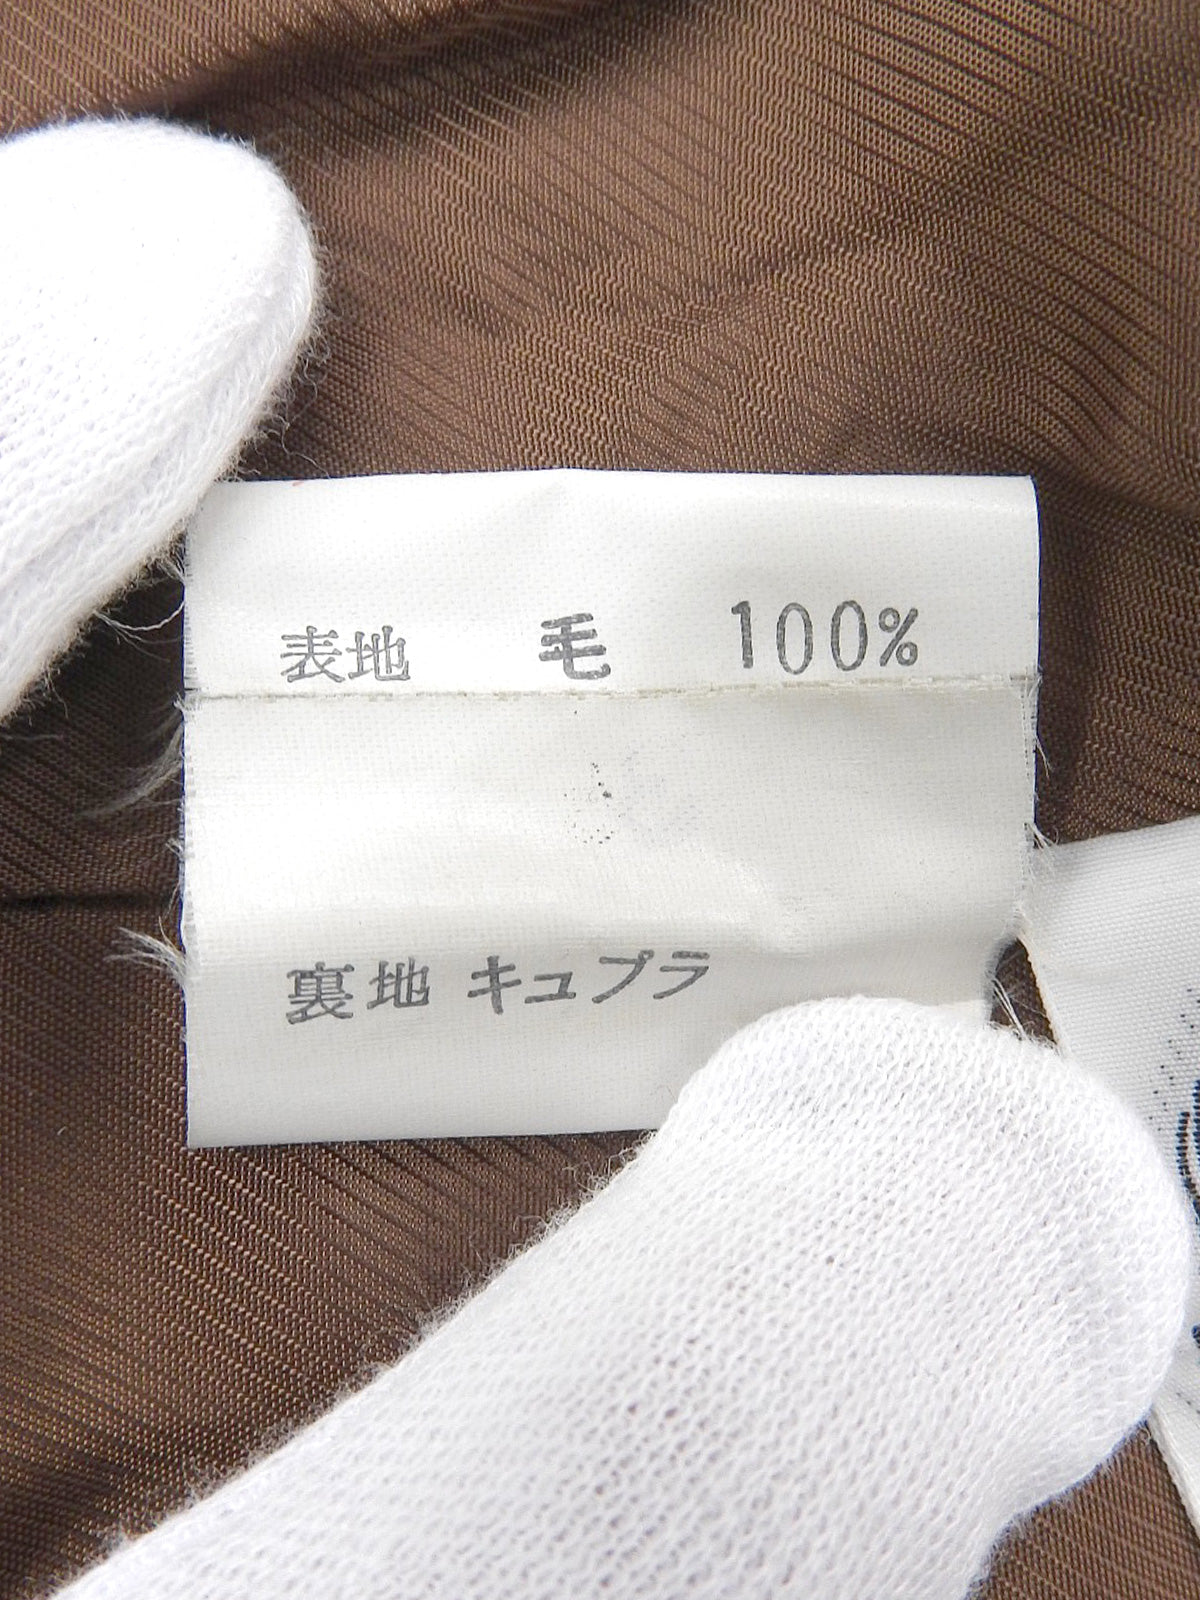 表地 毛 100%
裏地 キュプラ